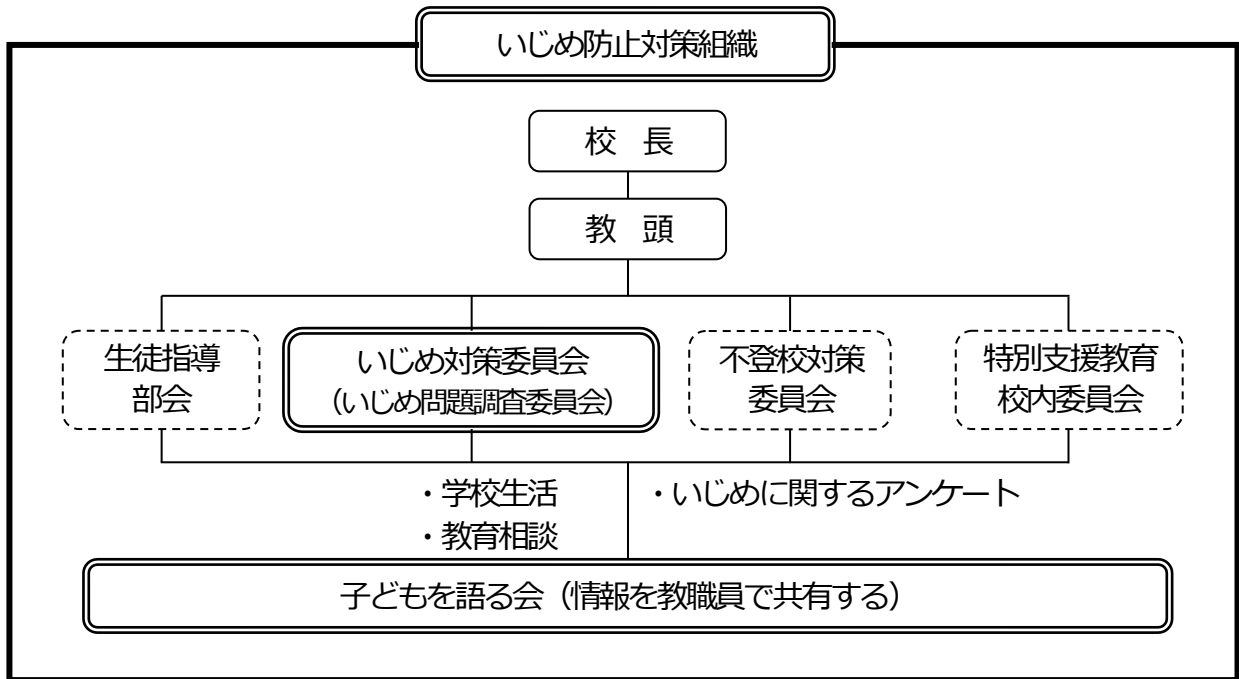 いじめ防止対策組織
校　長
教　頭
生徒指導
部会
いじめ対策委員会
（いじめ問題調査委員会）
不登校対策
委員会
特別支援教育
校内委員会
・学校生活
・教育相談
・いじめに関するアンケート
子どもを語る会（情報を教職員で共有する）